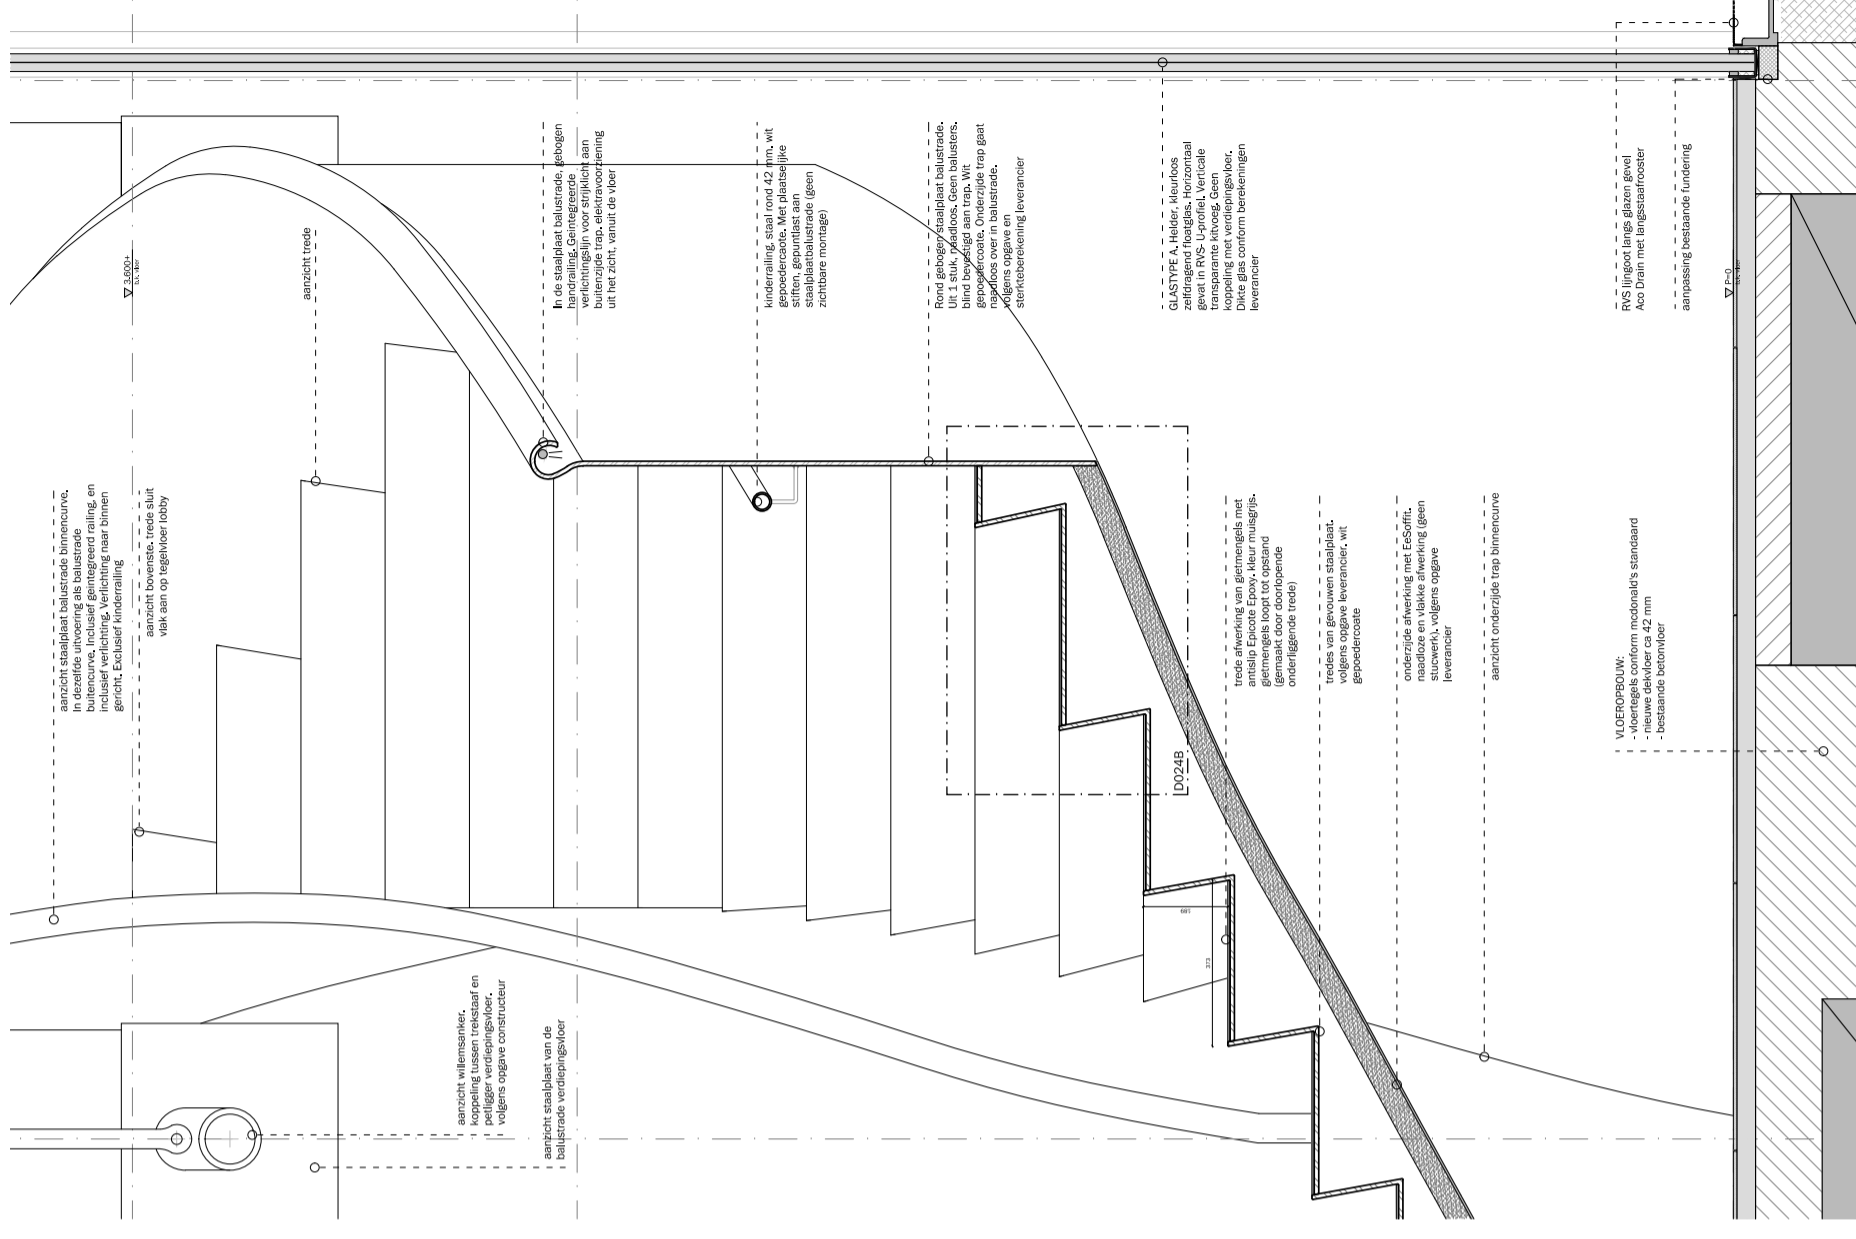 aanzicht staalplaat balustrade binnencurve.
In dezelfde uitvoering als balustrade
buitencurve. Inclusief geintegreerd railing, en
inclusief verlichting. Verlichting naar binnen
gericht. Exclusief kinderrailing
aanzicht bovenste. trede sluit
vlak aan op tegelvloer lobby
3.600+
b.k. vloer
aanzicht trede
In de staalplaat balustrade, gebogen
handrailing. Geïntegreerde
verlichtingslijn voor strijklicht aan
buitenzijde trap. elektravoorziening
uit het zicht, vanuit de vloer
kinderrailing, staal rond 42 mm. wit
gepoedercaote. Met plaatselijke
stiften, gepuntlast aan
staalplaatbalustrade (geen
zichtbare montage)
Rond gebogen staalplaat balustrade.
Uit 1 stuk, naadloos. Geen balusters.
blind bevestigd aan trap. Wit
gepoedercoate. Onderzijde trap gaat
naadloos over in balustrade.
volgens opgave en
sterkteberekening leverancier
GLASTYPE A. Helder, kleurloos
zelfdragend floatglas. Horizontaal
gevat in RVS- U-profiel. Verticale
transparante kitvoeg. Geen
koppeling met verdiepingsvloer.
Dikte glas conform berekeningen
leverancier
RVS lijngoot langs glazen gevel
Aco Drain met langsstaafrooster
aanpassing bestaande fundering
P=0
b.k. vloer
aanzicht willemsanker.
koppeling tussen trekstaaf en
petligger verdiepingsvloer.
volgens opgave constructeur
aanzicht staalplaat van de
balustrade verdiepingsvloer
D024B
189
273
trede afwerking van gietmengels met
antislip Epicote Epoxy. kleur muisgrijs.
gietmengels loopt tot opstand
(gemaakt door doorlopende
onderliggende trede)
tredes van gevouwen staalplaat.
volgens opgave leverancier. wit
gepoedercoate
onderzijde afwerking met EeSoffit.
naadloze en vlakke afwerking (geen
stucwerk). volgens opgave
leverancier
aanzicht onderzijde trap binnencurve
VLOEROPBOUW:
- vloertegels conform mcdonald's standaard
- nieuwe dekvloer ca 42 mm
- bestaande betonvloer